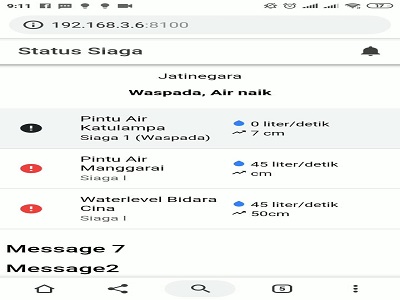 9:11
192.168.3.6:8100
Status Siaga
Jatinegara
Waspada, Air naik
Pintu Air
Katulampa
Siaga 1 (Waspada)
0 liter/detik
7 cm
Pintu Air
Manggarai
Siaga I
45 liter/detik
cm
Waterlevel Bidara
Cina
Siaga I
45 liter/detik
50cm
Message 7
Message2
5